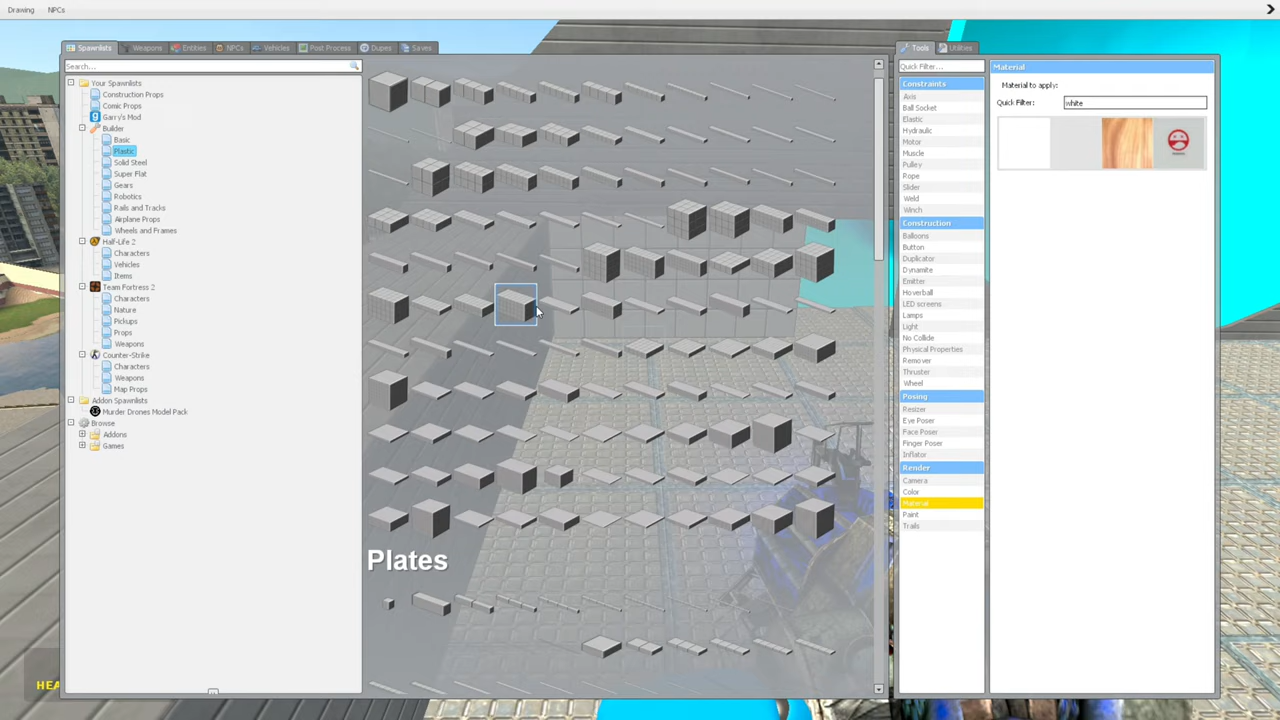 Drawing NPCs
Spawnlists Weapons Entities NPCs Vehicles Post Process Dupes Saves
Search...
Your Spawnlists
Construction Props
Comic Props
Garry's Mod
Builder
Basic
Plastic
Solid Steel
Super Flat
Gears
Robotics
Rails and Tracks
Airplane Props
Wheels and Frames
Half-Life 2
Characters
Vehicles
Items
Team Fortress 2
Characters
Nature
Pickups
Props
Weapons
Counter-Strike
Characters
Weapons
Map Props
Addon Spawnlists
Murder Drones Model Pack
Browse
Addons
Games
Plates
HEA
Tools Utilities
Quick Filter...
Constraints
Axis
Ball Socket
Elastic
Hydraulic
Motor
Muscle
Pulley
Rope
Slider
Weld
Winch
Construction
Balloons
Button
Duplicator
Dynamite
Emitter
Hoverball
LED screens
Lamps
Light
No Collide
Physical Properties
Remover
Thruster
Wheel
Posing
Resizer
Eye Poser
Face Poser
Finger Poser
Inflator
Render
Camera
Color
Material
Paint
Trails
Material
Material to apply:
Quick Filter: white